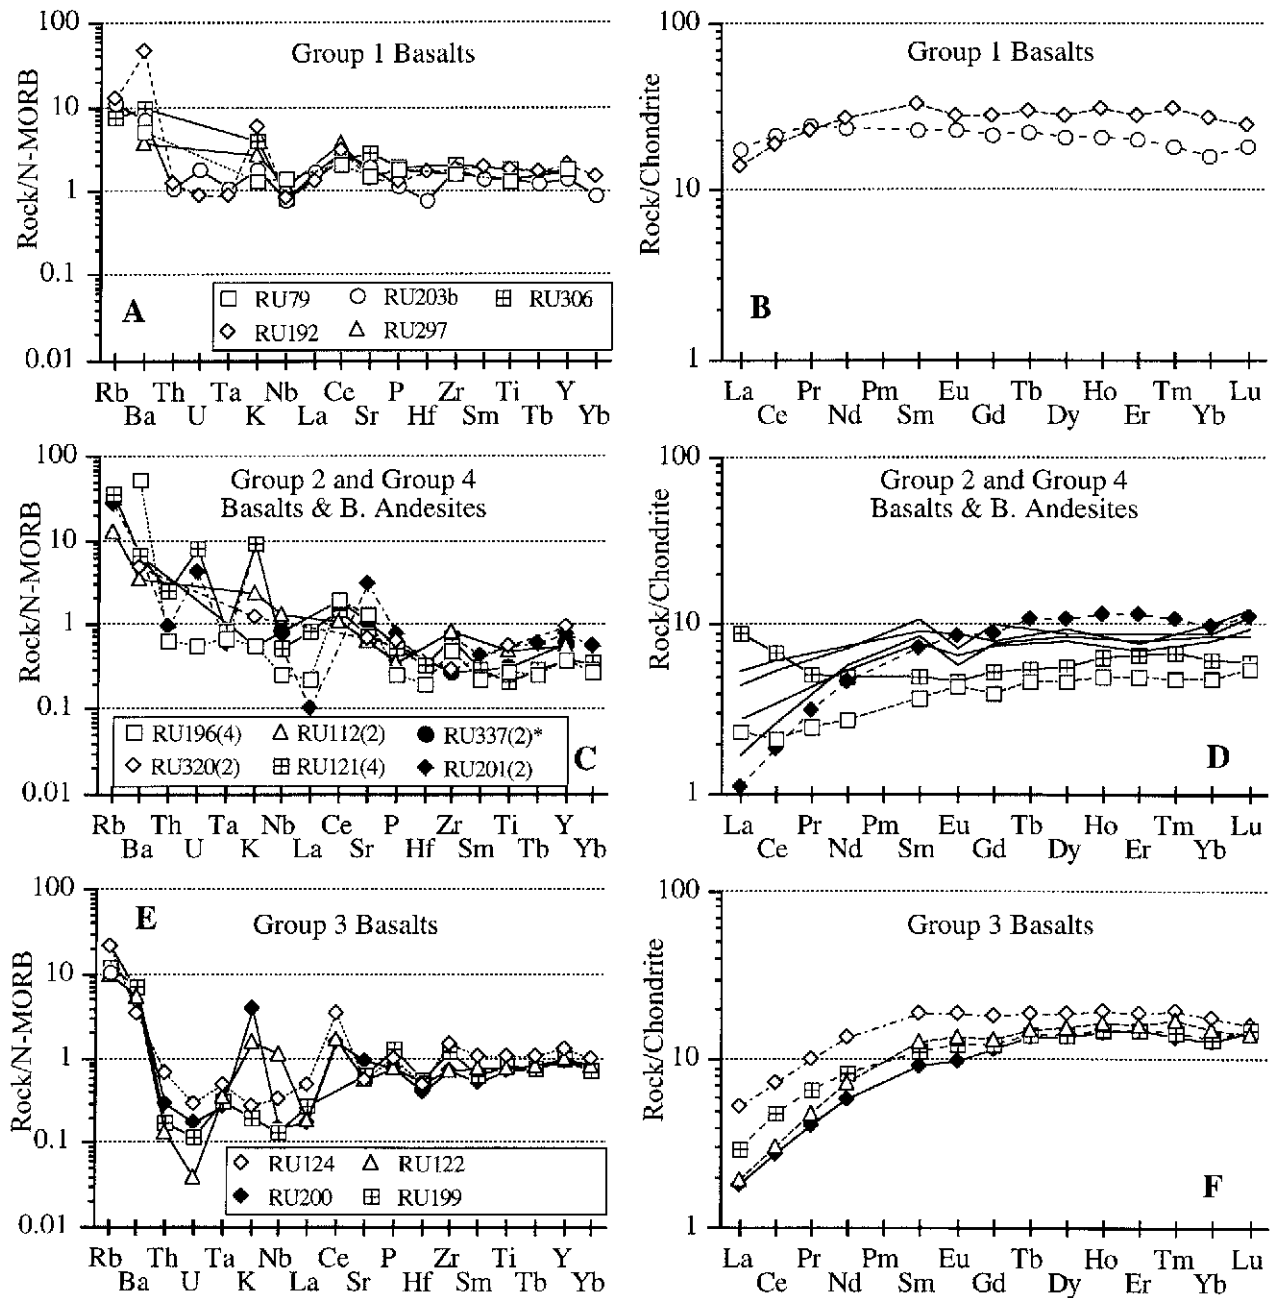 Group 1 Basalts
Rock/N-MORB
100
10
1
0.1
0.01
A
RU79 RU203b RU306
RU192 RU297
Rb Th Ta Nb Ce P Zr Ti Y
Ba U K La Sr Hf Sm Tb Yb
Group 1 Basalts
Rock/Chondrite
100
10
1
B
La Pr Pm Eu Tb Ho Tm Lu
Ce Nd Sm Gd Dy Er Yb
Group 2 and Group 4
Basalts & B. Andesites
Rock/N-MORB
100
10
1
0.1
0.01
RU196(4) RU112(2) RU337(2)*
RU320(2) RU121(4) RU201(2)
C
Rb Th Ta Nb Ce P Zr Ti Y
Ba U K La Sr Hf Sm Tb Yb
Group 2 and Group 4
Basalts & B. Andesites
Rock/Chondrite
100
10
1
D
La Pr Pm Eu Tb Ho Tm Lu
Ce Nd Sm Gd Dy Er Yb
E
Group 3 Basalts
Rock/N-MORB
100
10
1
0.1
0.01
RU124 RU122
RU200 RU199
Rb Th Ta Nb Ce P Zr Ti Y
Ba U K La Sr Hf Sm Tb Yb
Group 3 Basalts
Rock/Chondrite
100
10
1
F
La Pr Pm Eu Tb Ho Tm Lu
Ce Nd Sm Gd Dy Er Yb